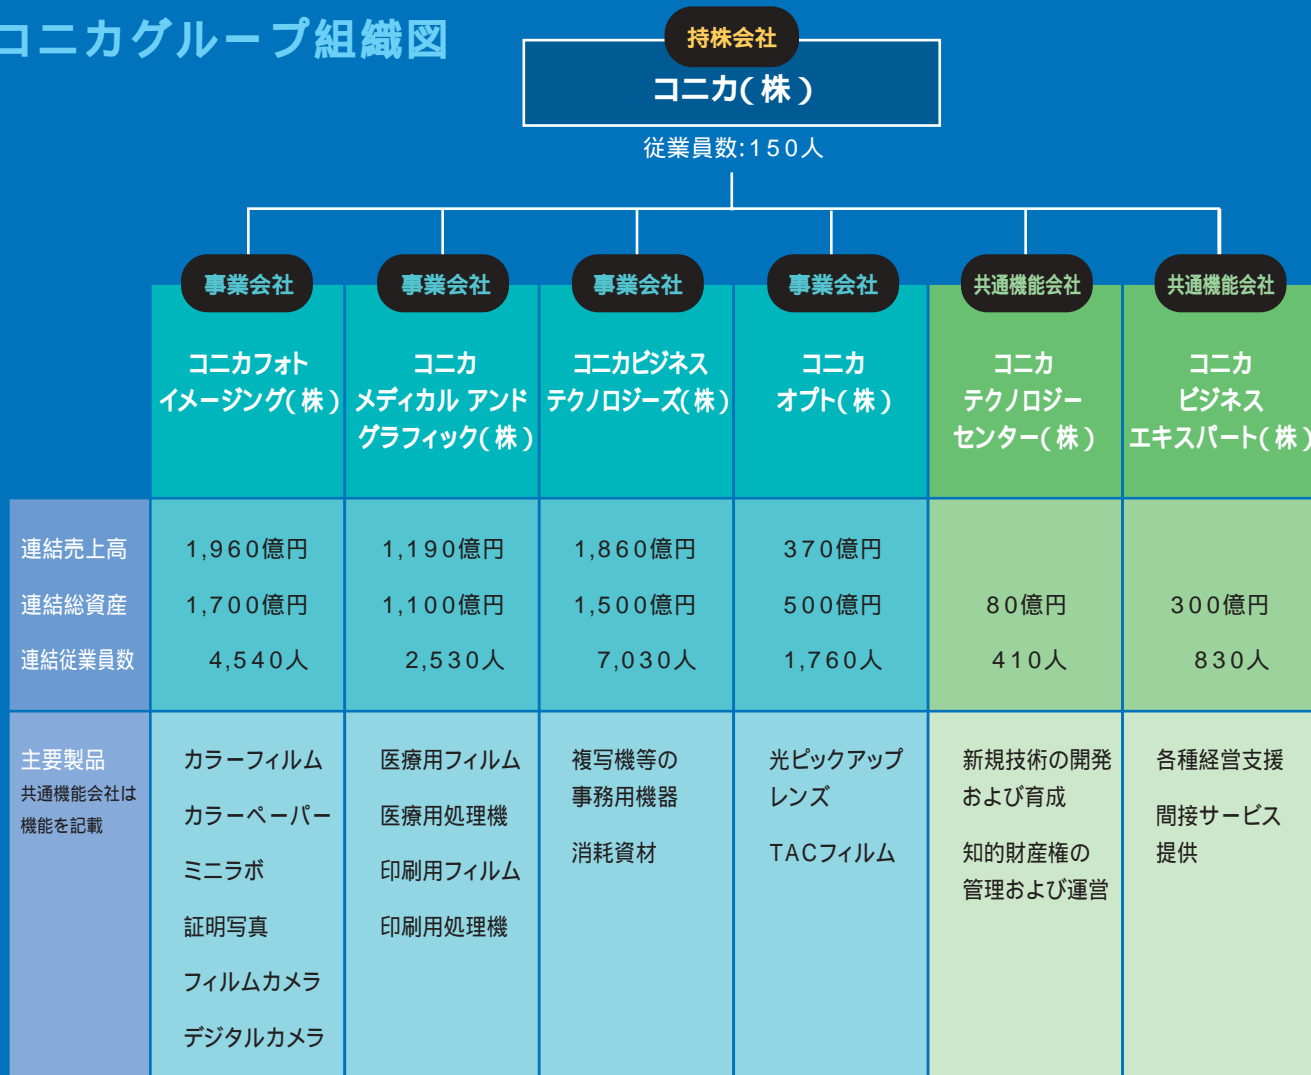 コニカグループ組織図
持株会社
コニカ(株)
従業員数:150人
事業会社
コニカフォト
イメージング(株)
事業会社
コニカ
メディカル アンド
グラフィック(株)
事業会社
コニカビジネス
テクノロジーズ(株)
事業会社
コニカ
オプト(株)
共通機能会社
コニカ
テクノロジー
センター(株)
共通機能会社
コニカ
ビジネス
エキスパート(株)
連結売上高 1,960億円 1,190億円 1,860億円 370億円
連結総資産 1,700億円 1,100億円 1,500億円 500億円 80億円 300億円
連結従業員数 4,540人 2,530人 7,030人 1,760人 410人 830人
主要製品
共通機能会社は
機能を記載
カラーフィルム
カラーペーパー
ミニラボ
証明写真
フィルムカメラ
デジタルカメラ
医療用フィルム
医療用処理機
印刷用フィルム
印刷用処理機
複写機等の
事務用機器
消耗資材
光ピックアップ
レンズ
TACフィルム
新規技術の開発
および育成
知的財産権の
管理および運営
各種経営支援
間接サービス
提供